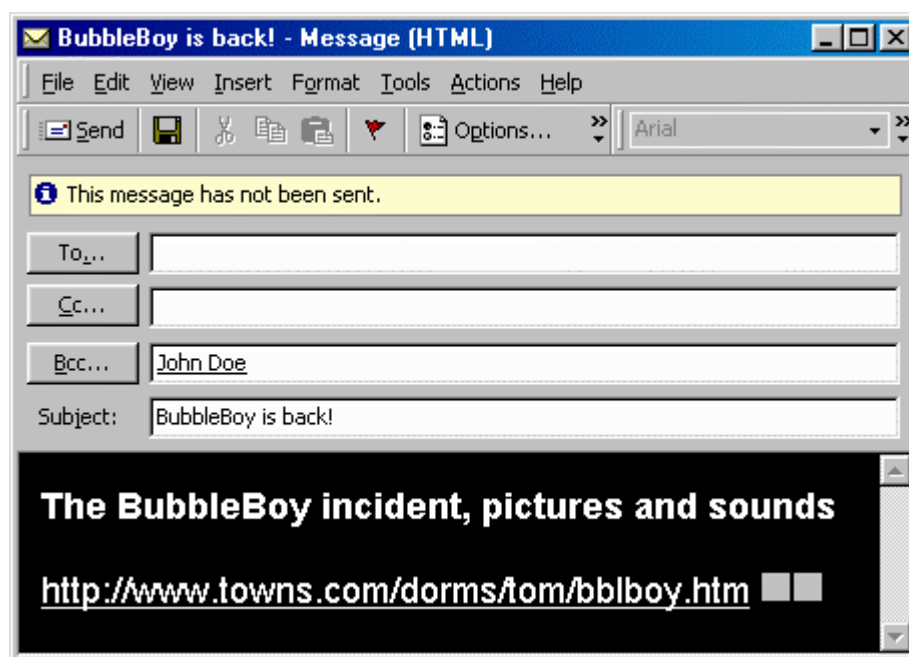 BubbleBoy is back! - Message (HTML)
File Edit View Insert Format Tools Actions Help
Send Options... Arial
This message has not been sent.
To...
Cc...
Bcc... John Doe
Subject: BubbleBoy is back!
The BubbleBoy incident, pictures and sounds
http://www.towns.com/dorms/tom/bblboy.htm